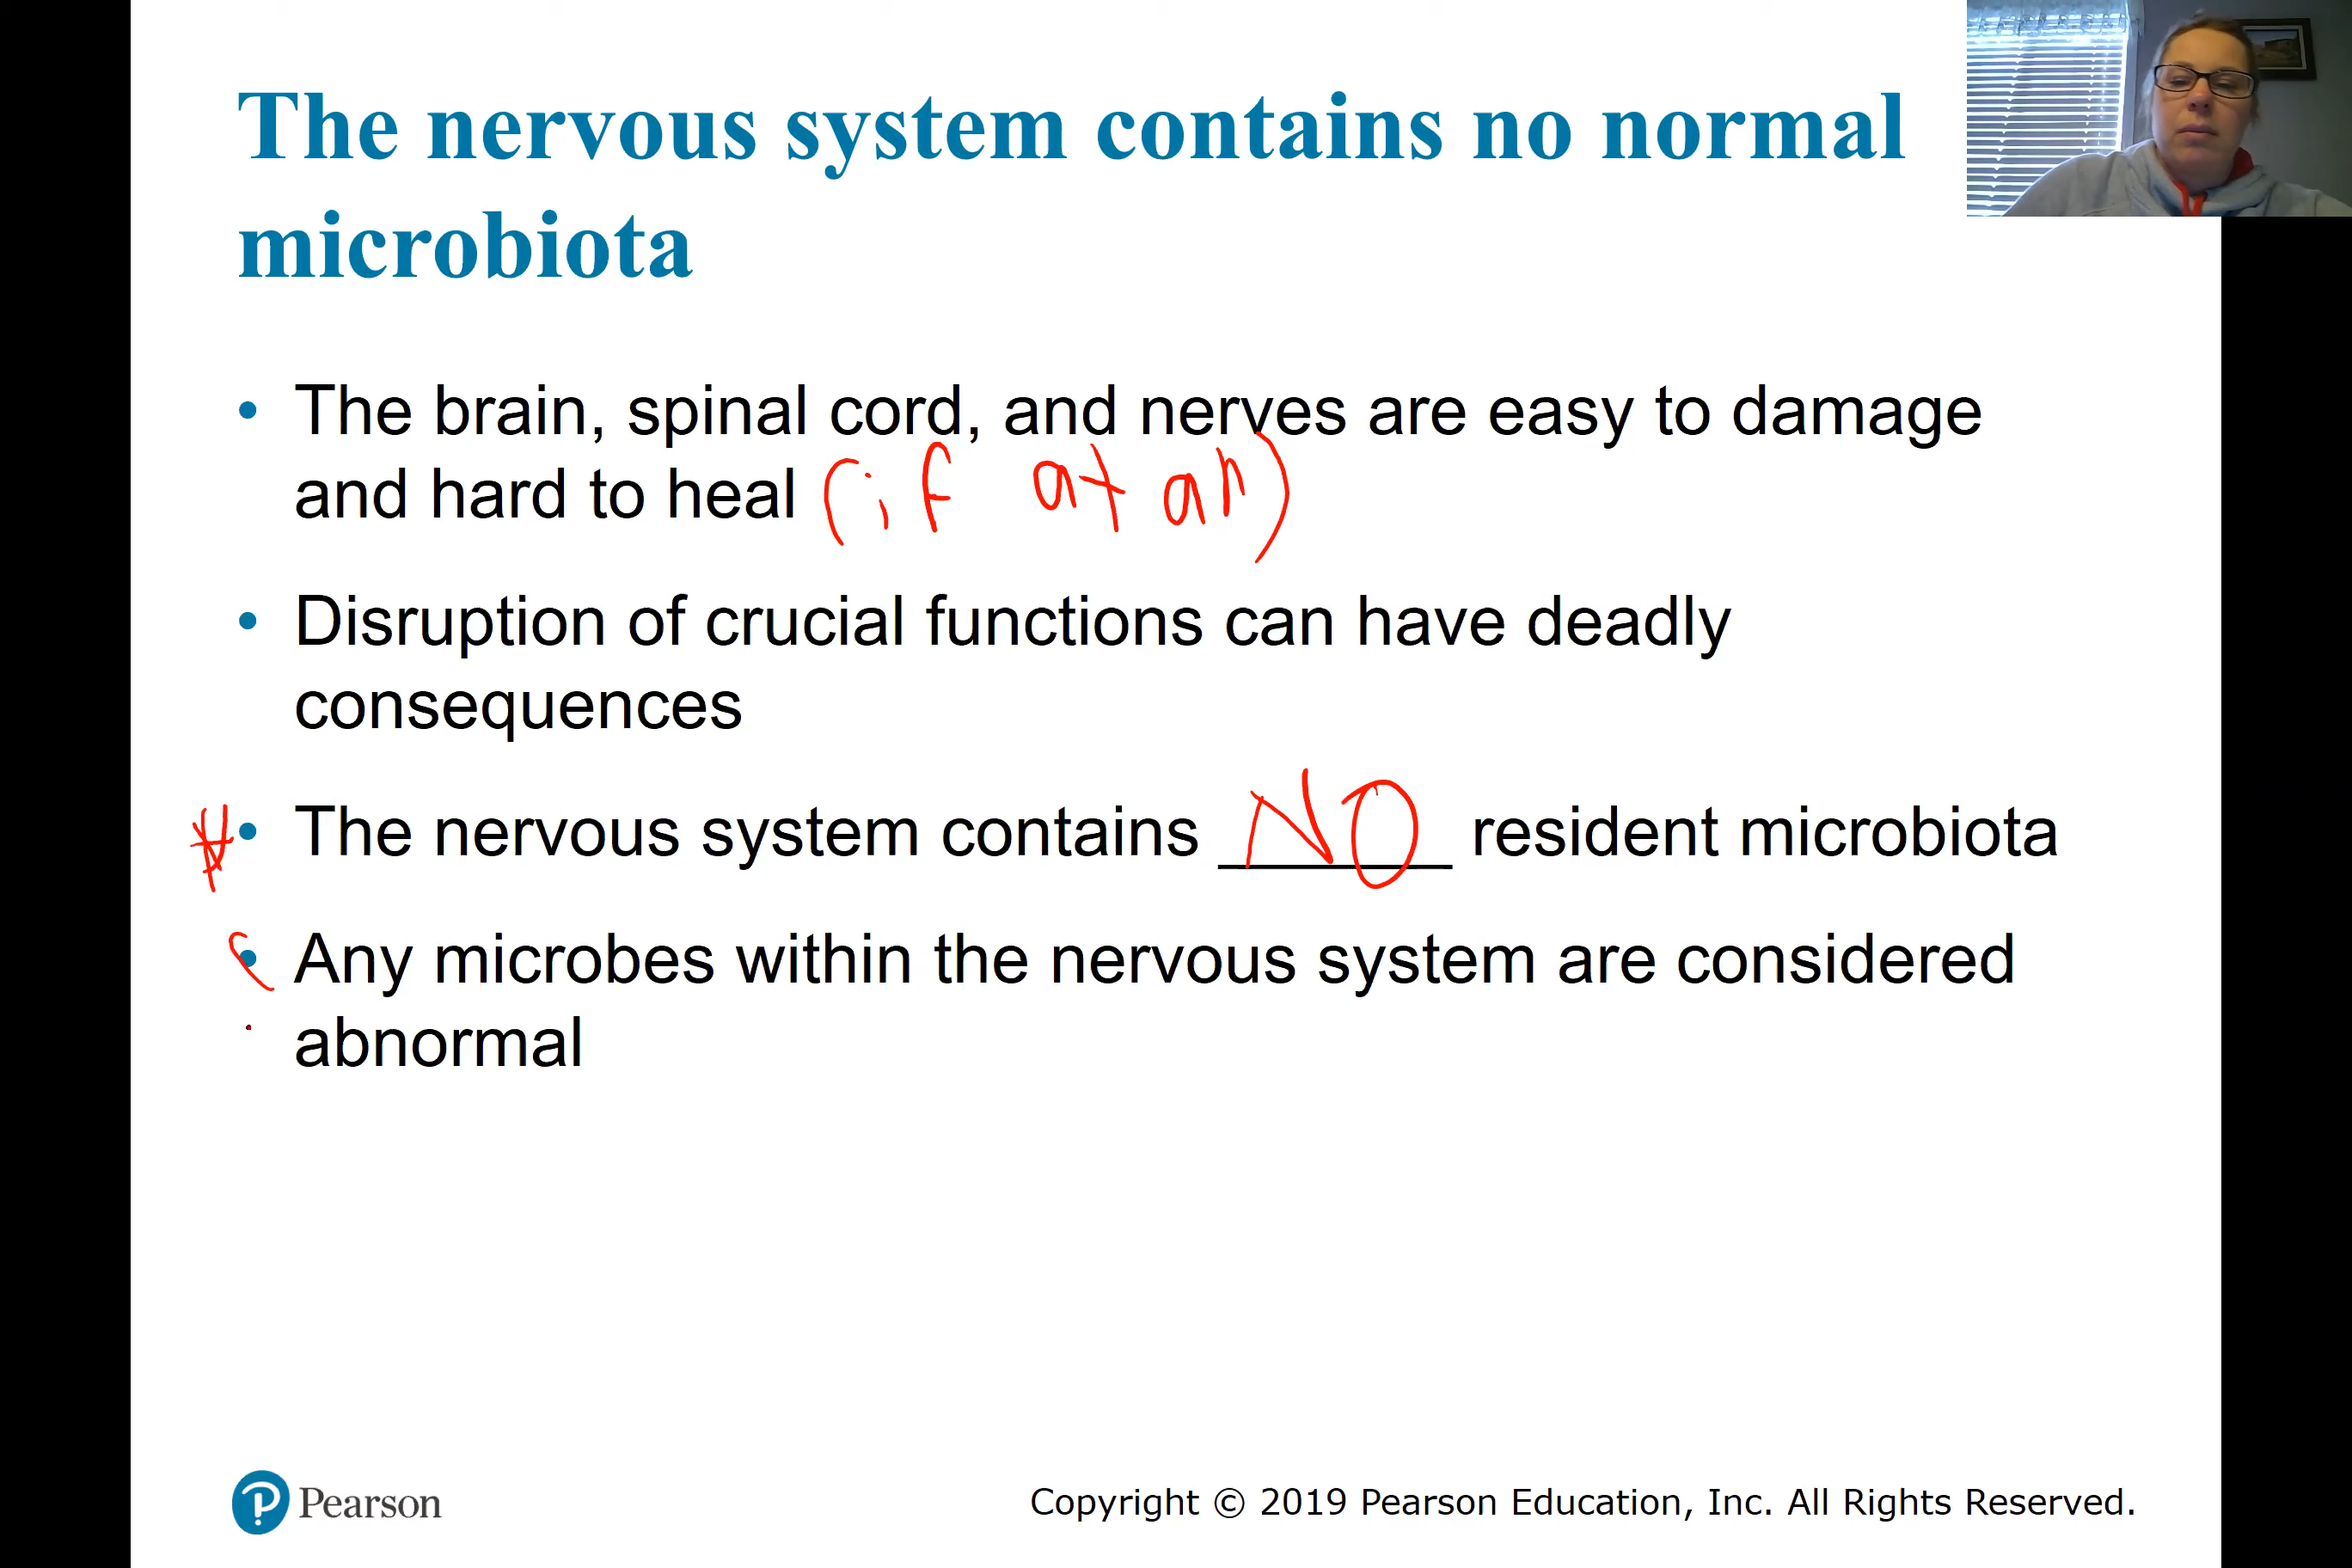 The nervous system contains no normal
microbiota
• The brain, spinal cord, and nerves are easy to damage
and hard to heal (if at all)
• Disruption of crucial functions can have deadly
consequences
* • The nervous system contains NO resident microbiota
• Any microbes within the nervous system are considered
abnormal
Pearson
Copyright © 2019 Pearson Education, Inc. All Rights Reserved.